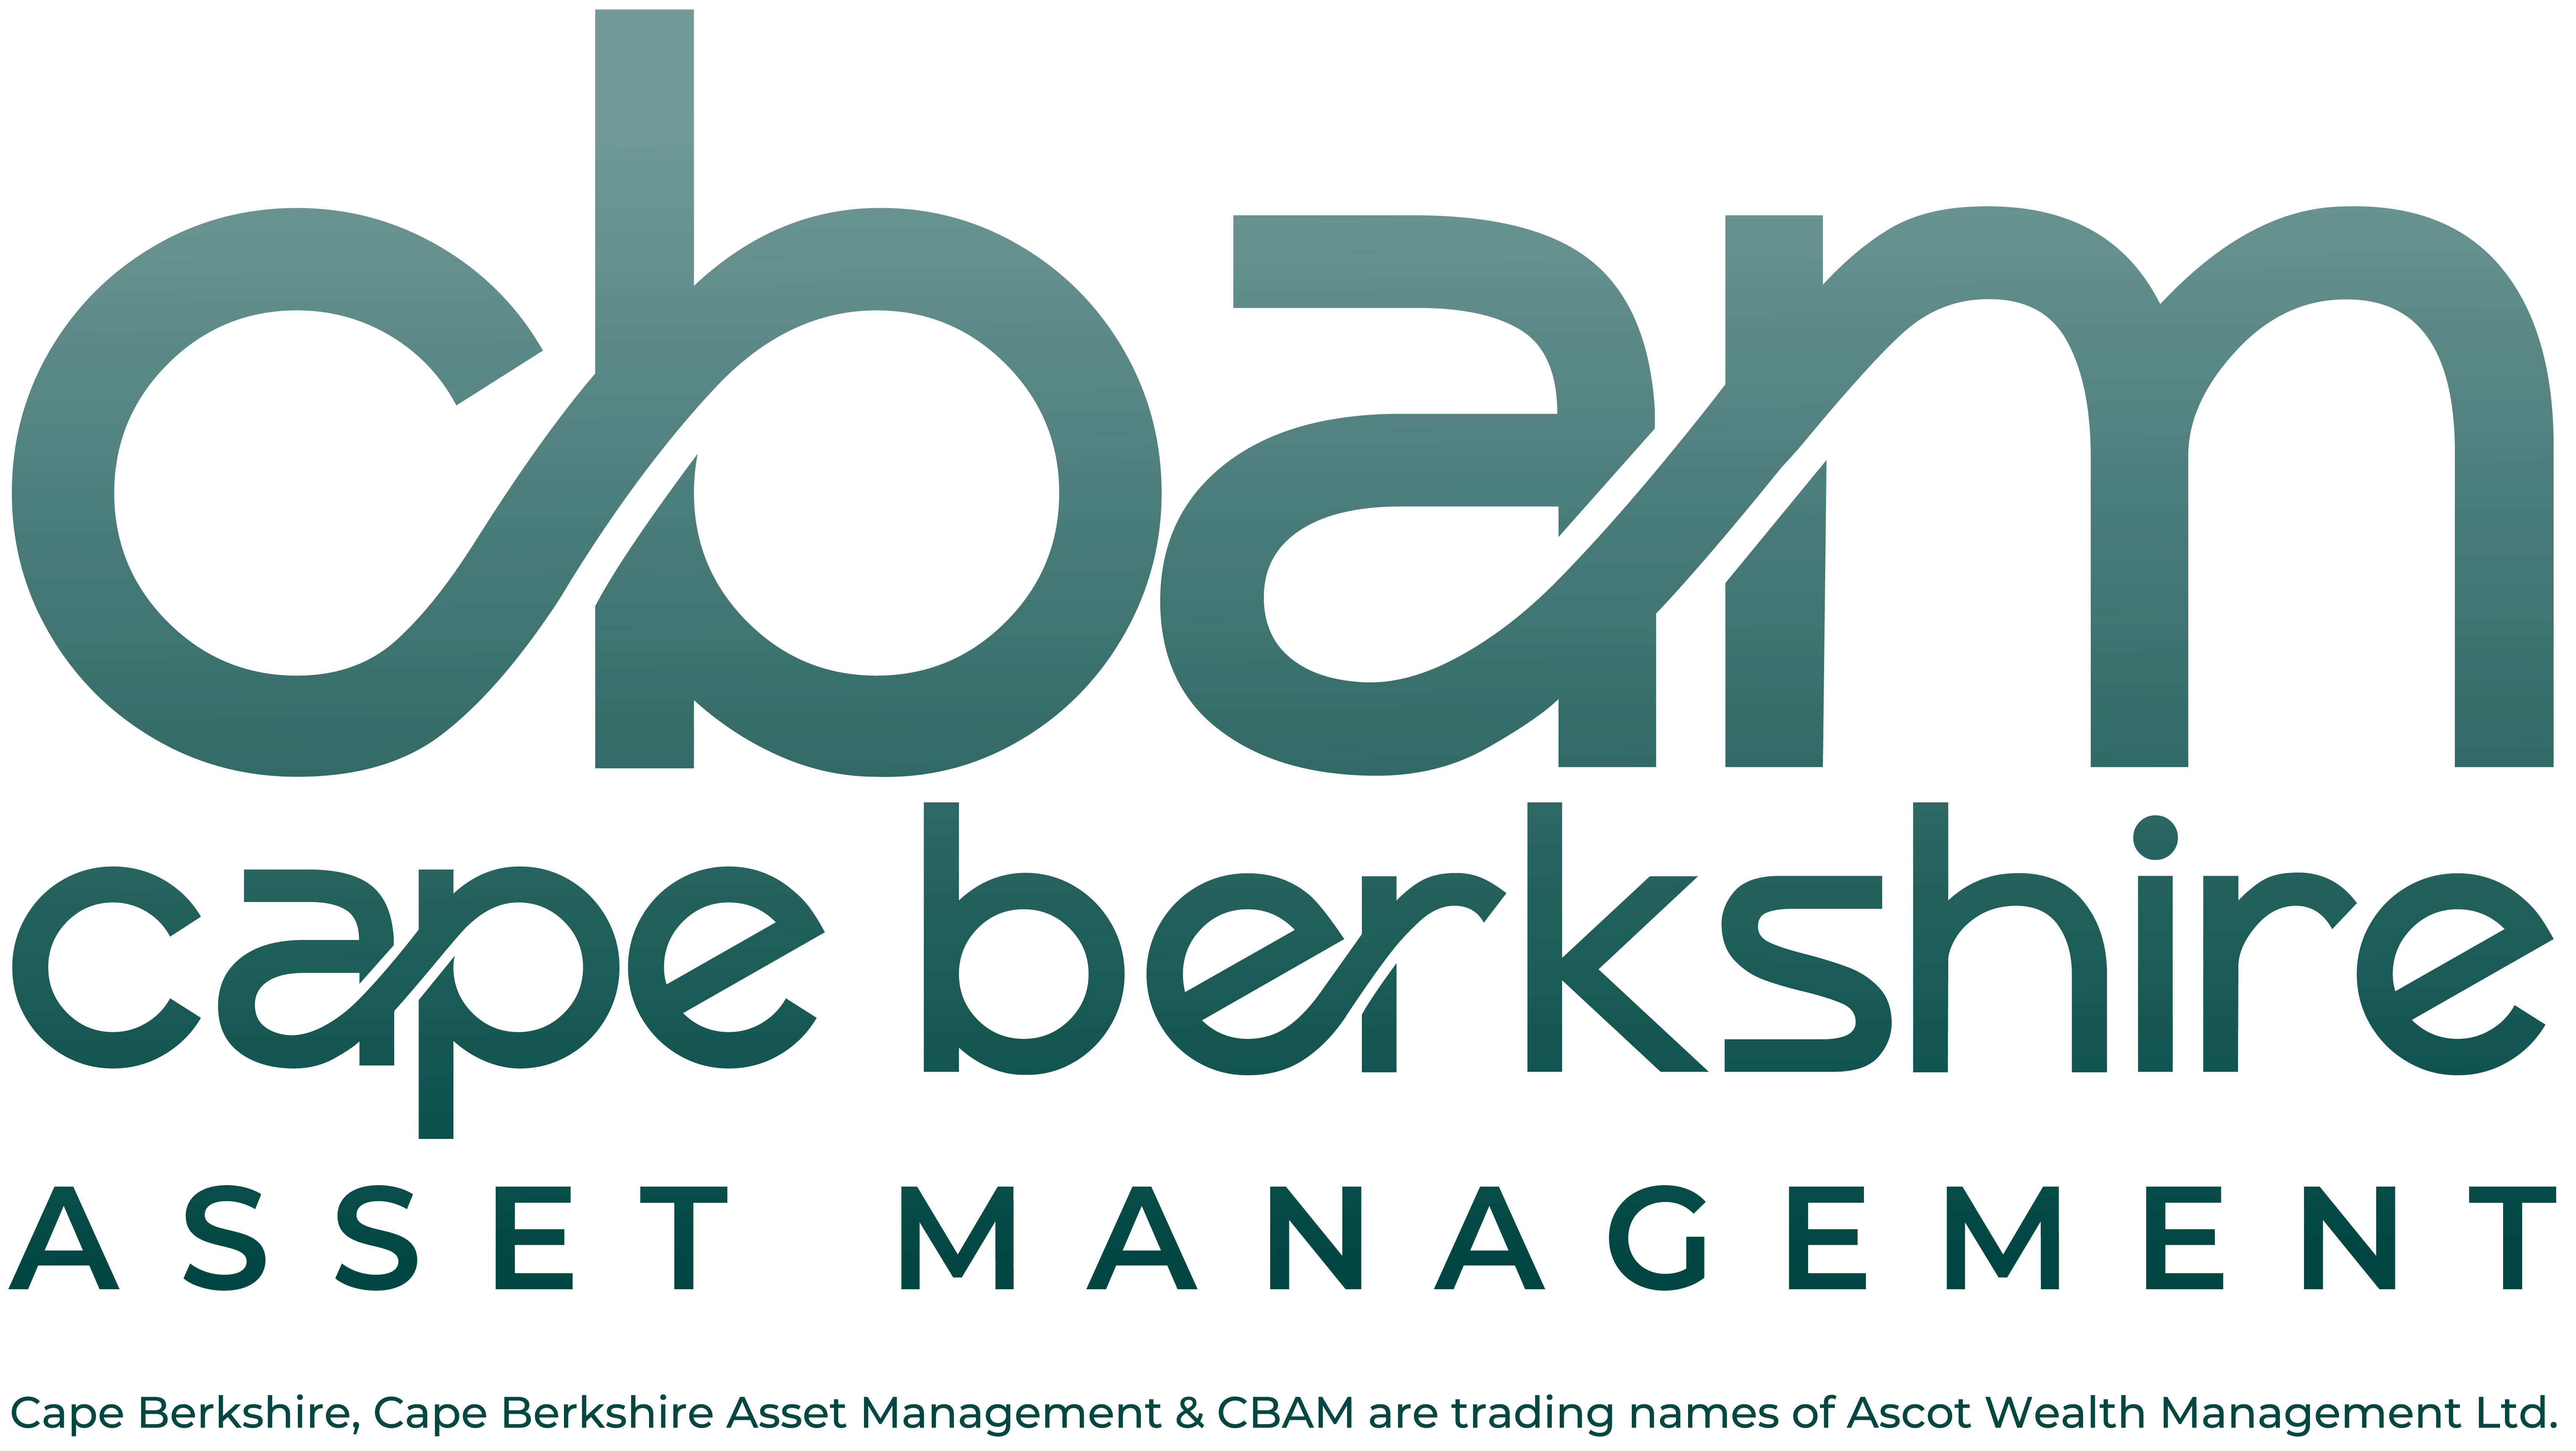 cbam
cape berkshire
ASSET MANAGEMENT
Cape Berkshire, Cape Berkshire Asset Management & CBAM are trading names of Ascot Wealth Management Ltd.